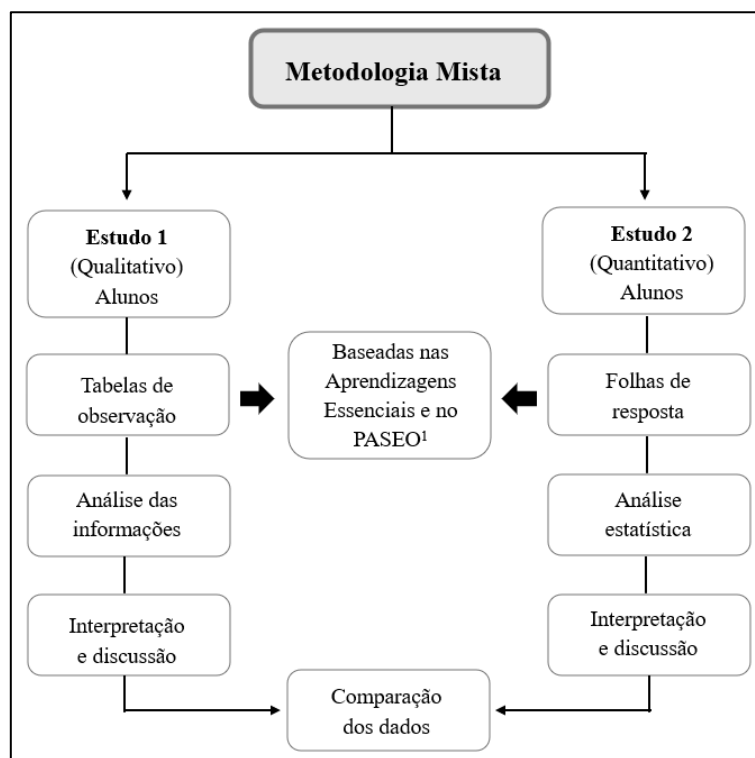 Metodologia Mista
Estudo 1
(Qualitativo)
Alunos
Estudo 2
(Quantitativo)
Alunos
Tabelas de
observação
Baseadas nas
Aprendizagens
Essenciais e no
PASEO¹
Folhas de
resposta
Análise das
informações
Análise
estatística
Interpretação
e discussão
Interpretação
e discussão
Comparação
dos dados